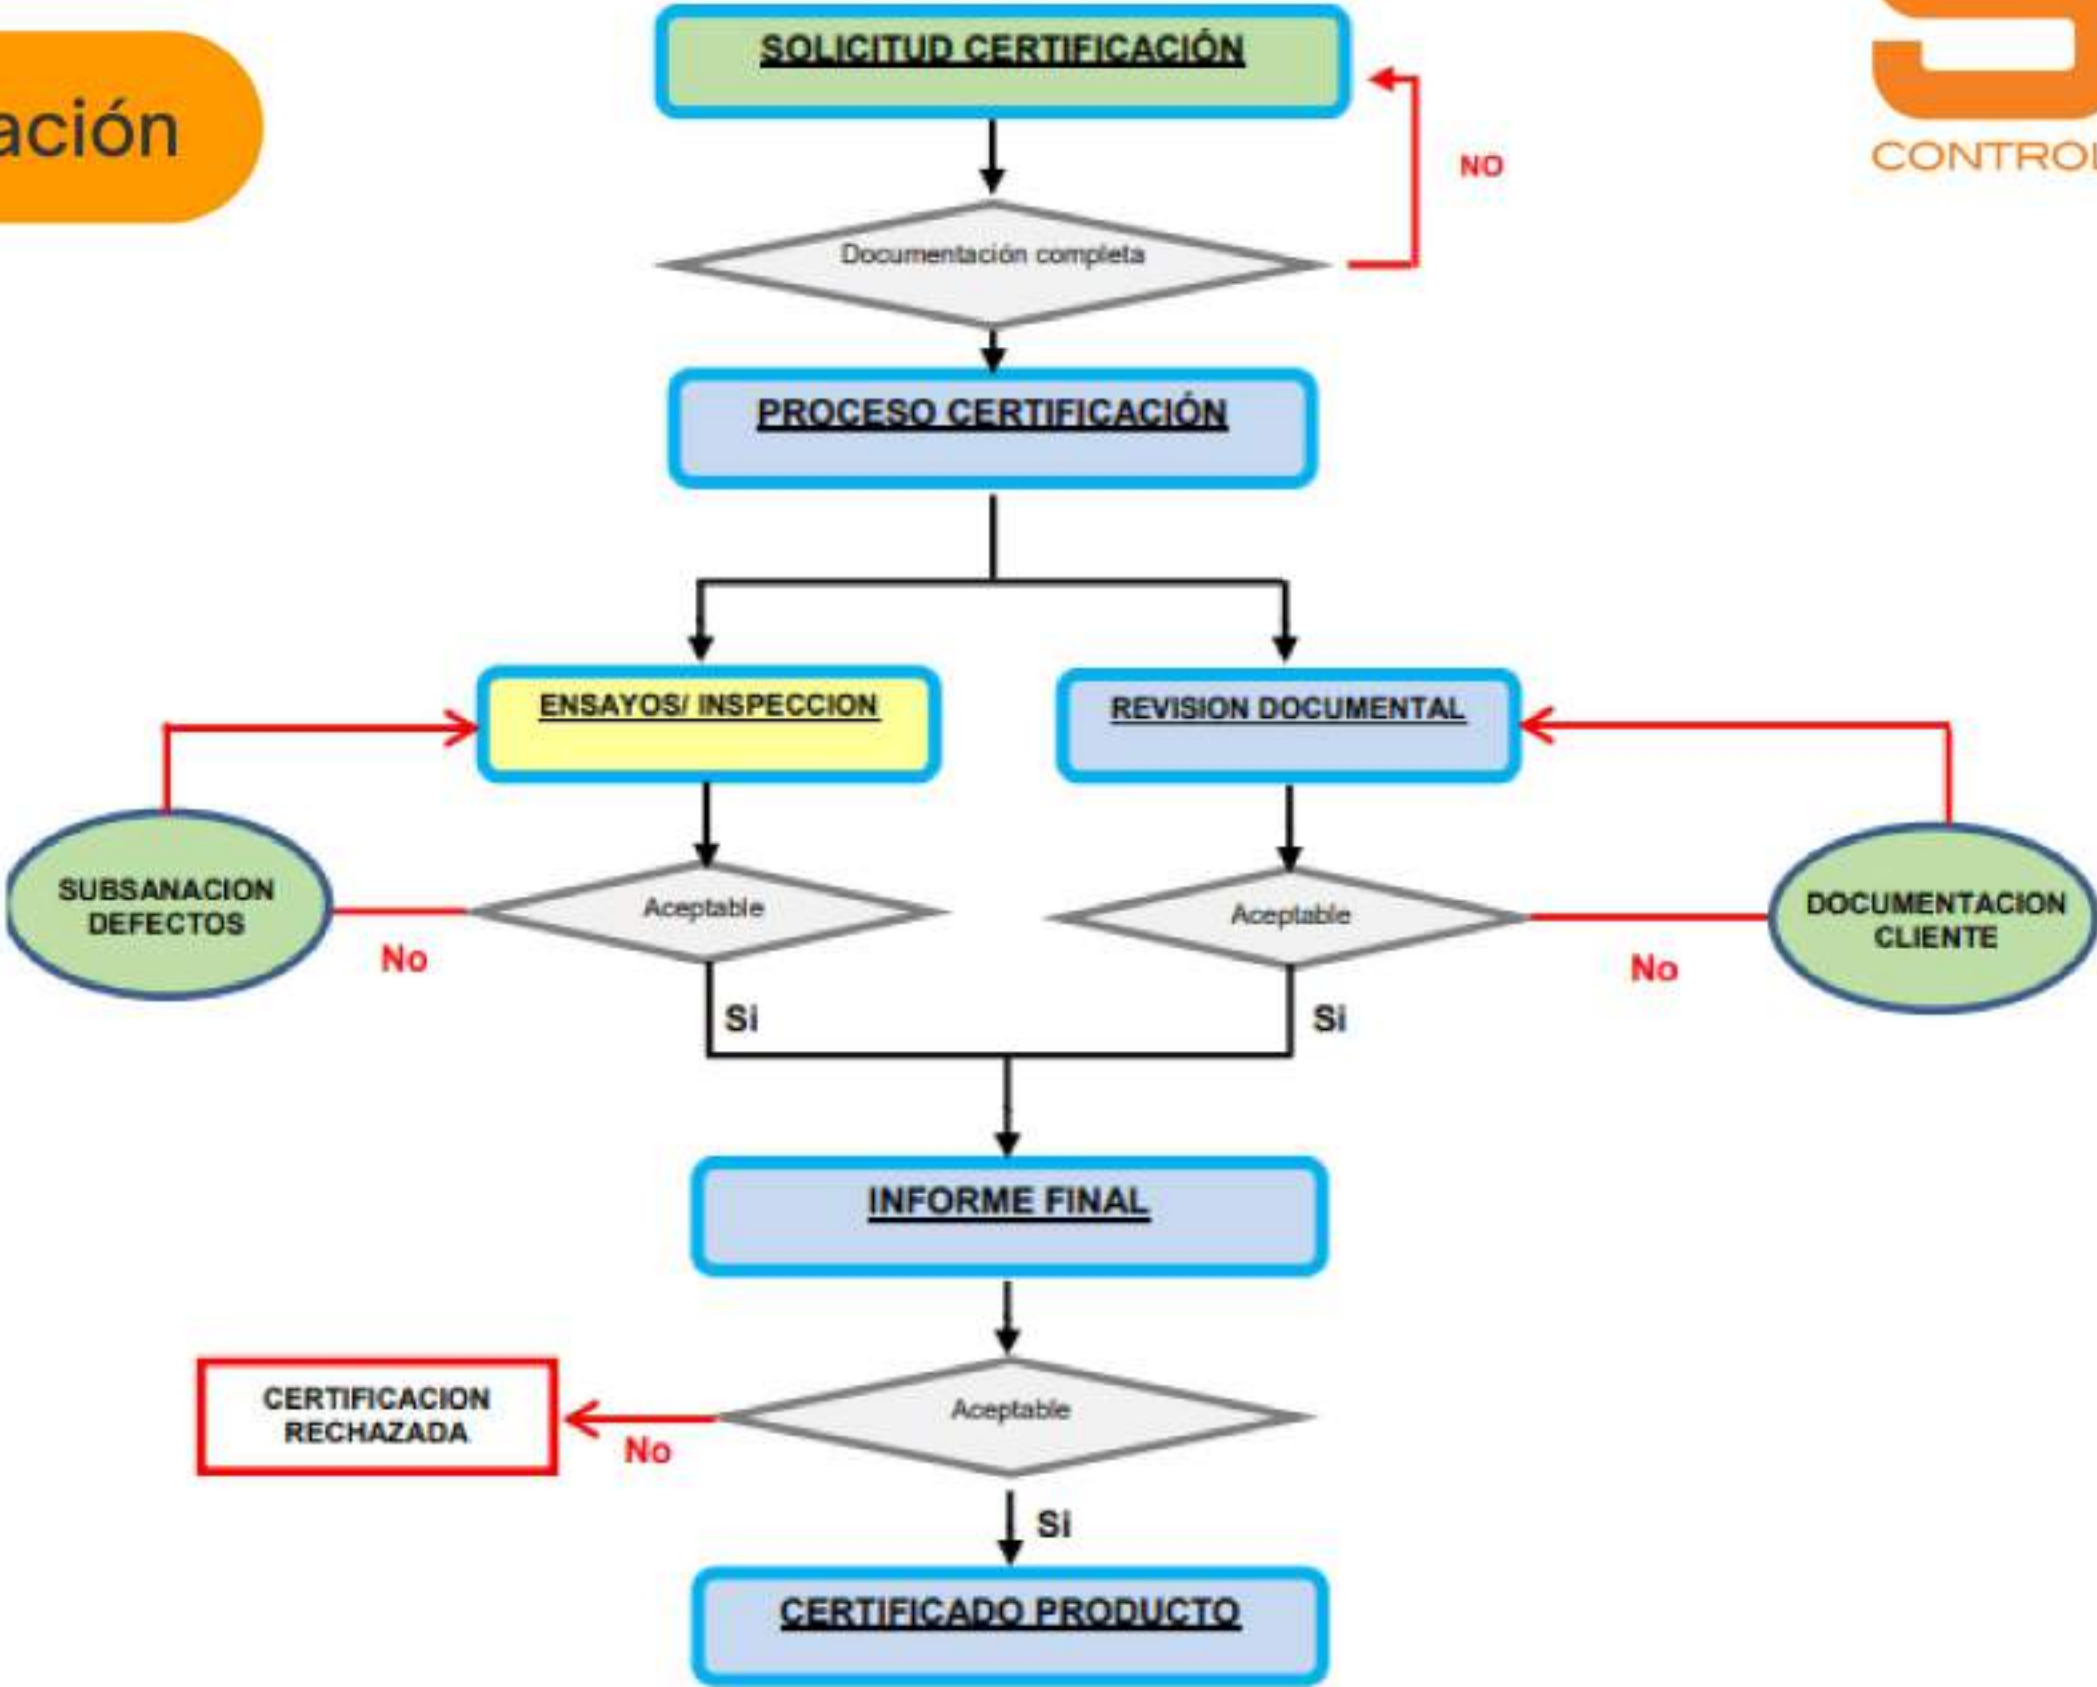 SOLICITUD CERTIFICACIÓN
ación
NO
CONTROL
Documentación completa
PROCESO CERTIFICACIÓN
ENSAYOS/ INSPECCION
REVISION DOCUMENTAL
SUBSANACION
DEFECTOS
No
Aceptable
Aceptable
No
DOCUMENTACION
CLIENTE
Si
Si
INFORME FINAL
CERTIFICACION
RECHAZADA
No
Aceptable
Si
CERTIFICADO PRODUCTO